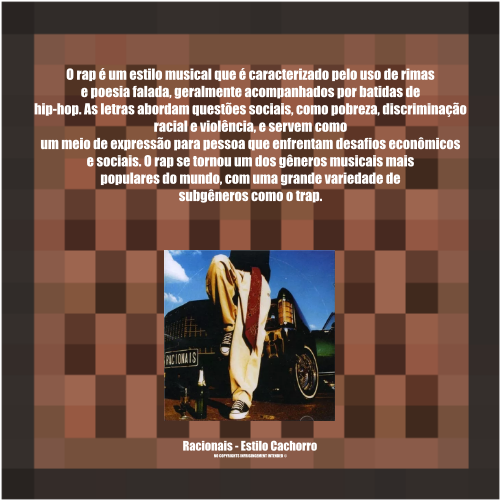 O rap é um estilo musical que é caracterizado pelo uso de rimas
e poesia falada, geralmente acompanhados por batidas de
hip-hop. As letras abordam questões sociais, como pobreza, discriminação
racial e violência, e servem como
um meio de expressão para pessoa que enfrentam desafios econômicos
e sociais. O rap se tornou um dos gêneros musicais mais
populares do mundo, com uma grande variedade de
subgêneros como o trap.
RACIONAIS
Racionais - Estilo Cachorro
NO COPYRIGHTS INFRINGEMENT INTENDED ©